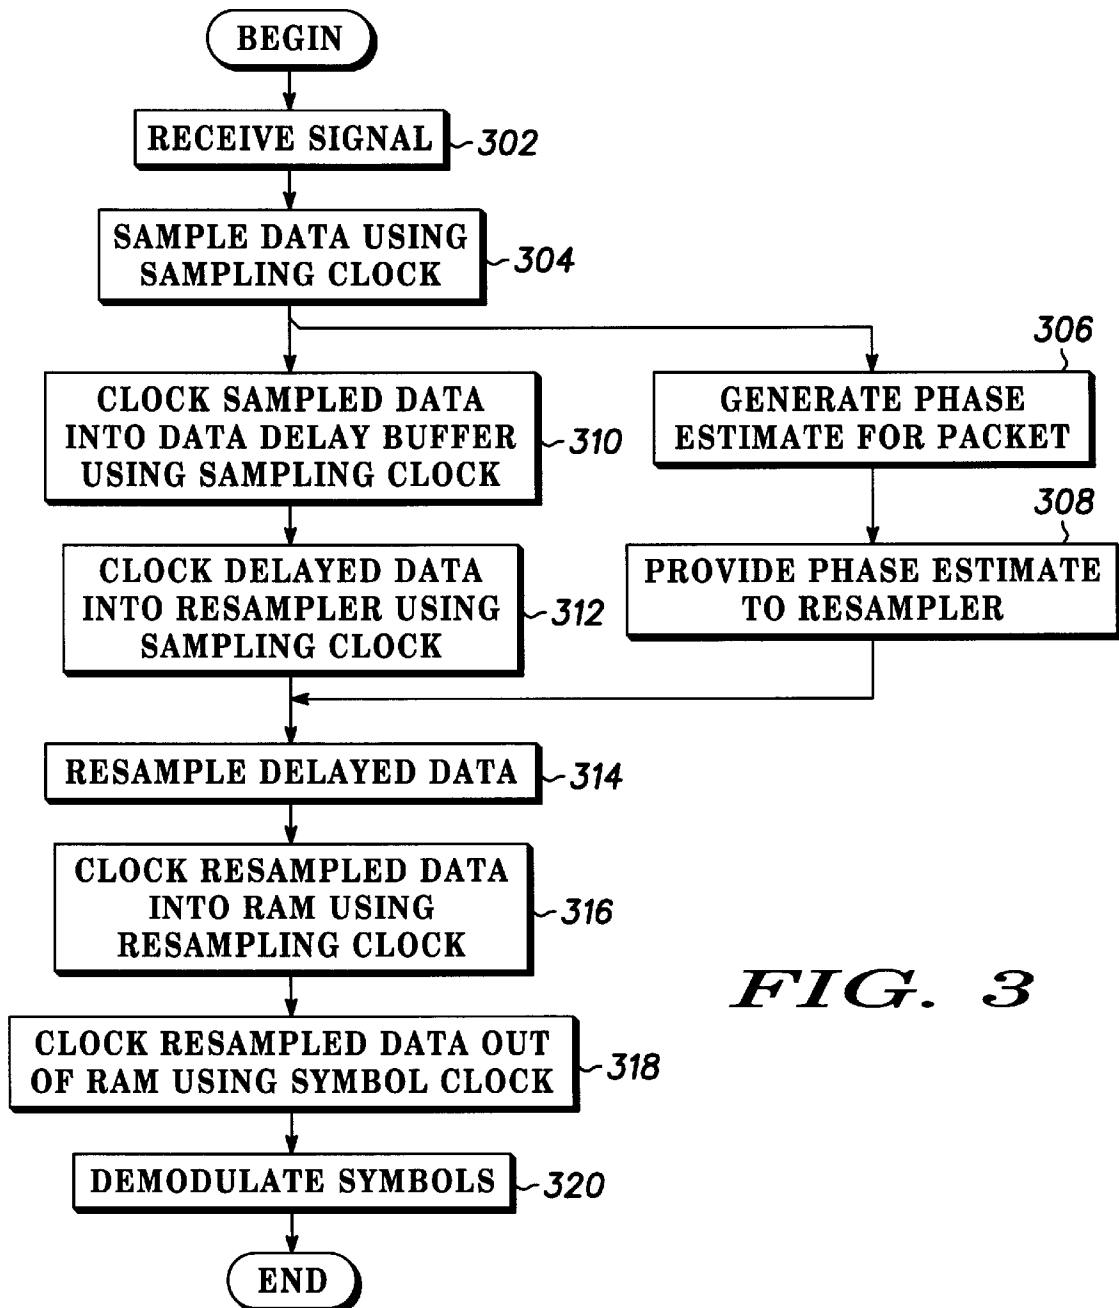 BEGIN
RECEIVE SIGNAL
302
SAMPLE DATA USING
SAMPLING CLOCK
304
306
GENERATE PHASE
ESTIMATE FOR PACKET
CLOCK SAMPLED DATA
INTO DATA DELAY BUFFER
USING SAMPLING CLOCK
310
308
PROVIDE PHASE ESTIMATE
TO RESAMPLER
CLOCK DELAYED DATA
INTO RESAMPLER USING
SAMPLING CLOCK
312
RESAMPLE DELAYED DATA
314
CLOCK RESAMPLED DATA
INTO RAM USING
RESAMPLING CLOCK
316
FIG. 3
CLOCK RESAMPLED DATA OUT
OF RAM USING SYMBOL CLOCK
318
DEMODULATE SYMBOLS
320
END